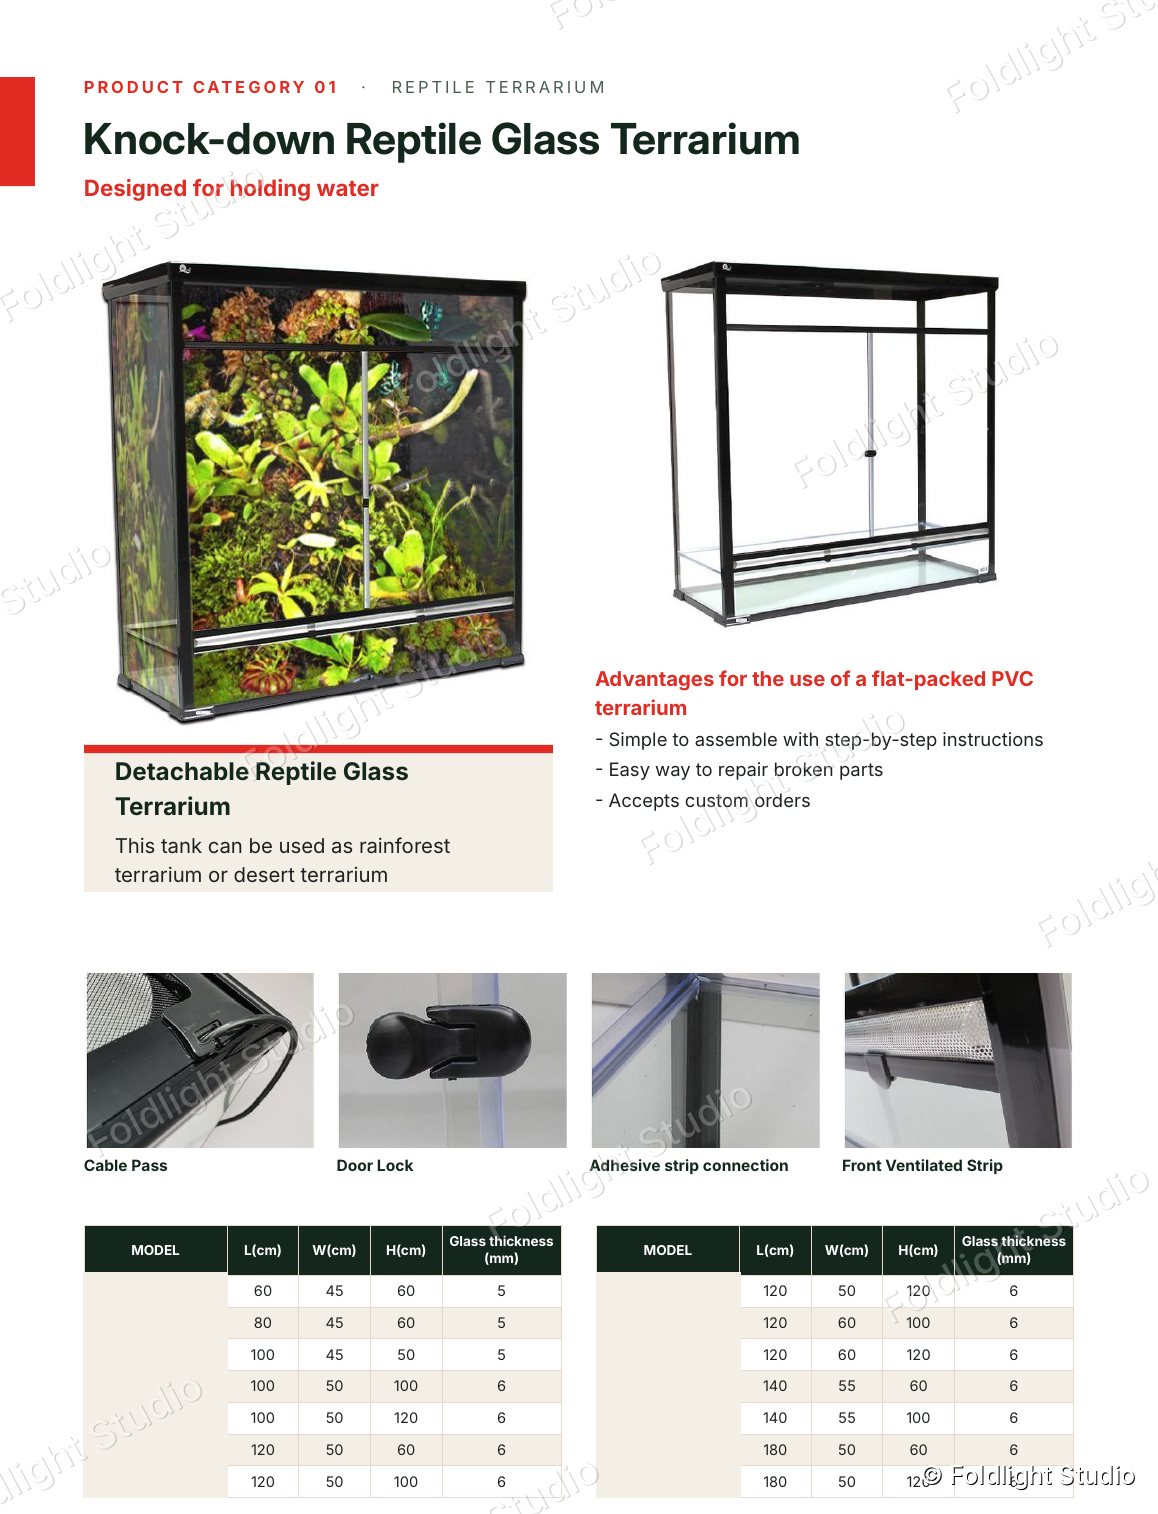 PRODUCT CATEGORY 01 · REPTILE TERRARIUM
Knock-down Reptile Glass Terrarium
Designed for holding water
Detachable Reptile Glass
Terrarium
This tank can be used as rainforest
terrarium or desert terrarium
Advantages for the use of a flat-packed PVC
terrarium
- Simple to assemble with step-by-step instructions
- Easy way to repair broken parts
- Accepts custom orders
Cable Pass
Door Lock
Adhesive strip connection
Front Ventilated Strip
MODEL L(cm) W(cm) H(cm) Glass thickness (mm)
60 45 60 5
80 45 60 5
100 45 50 5
100 50 100 6
100 50 120 6
120 50 60 6
120 50 100 6
MODEL L(cm) W(cm) H(cm) Glass thickness (mm)
120 50 120 6
120 60 100 6
120 60 120 6
140 55 60 6
140 55 100 6
180 50 60 6
180 50 120
© Foldlight Studio
Foldlight Studio